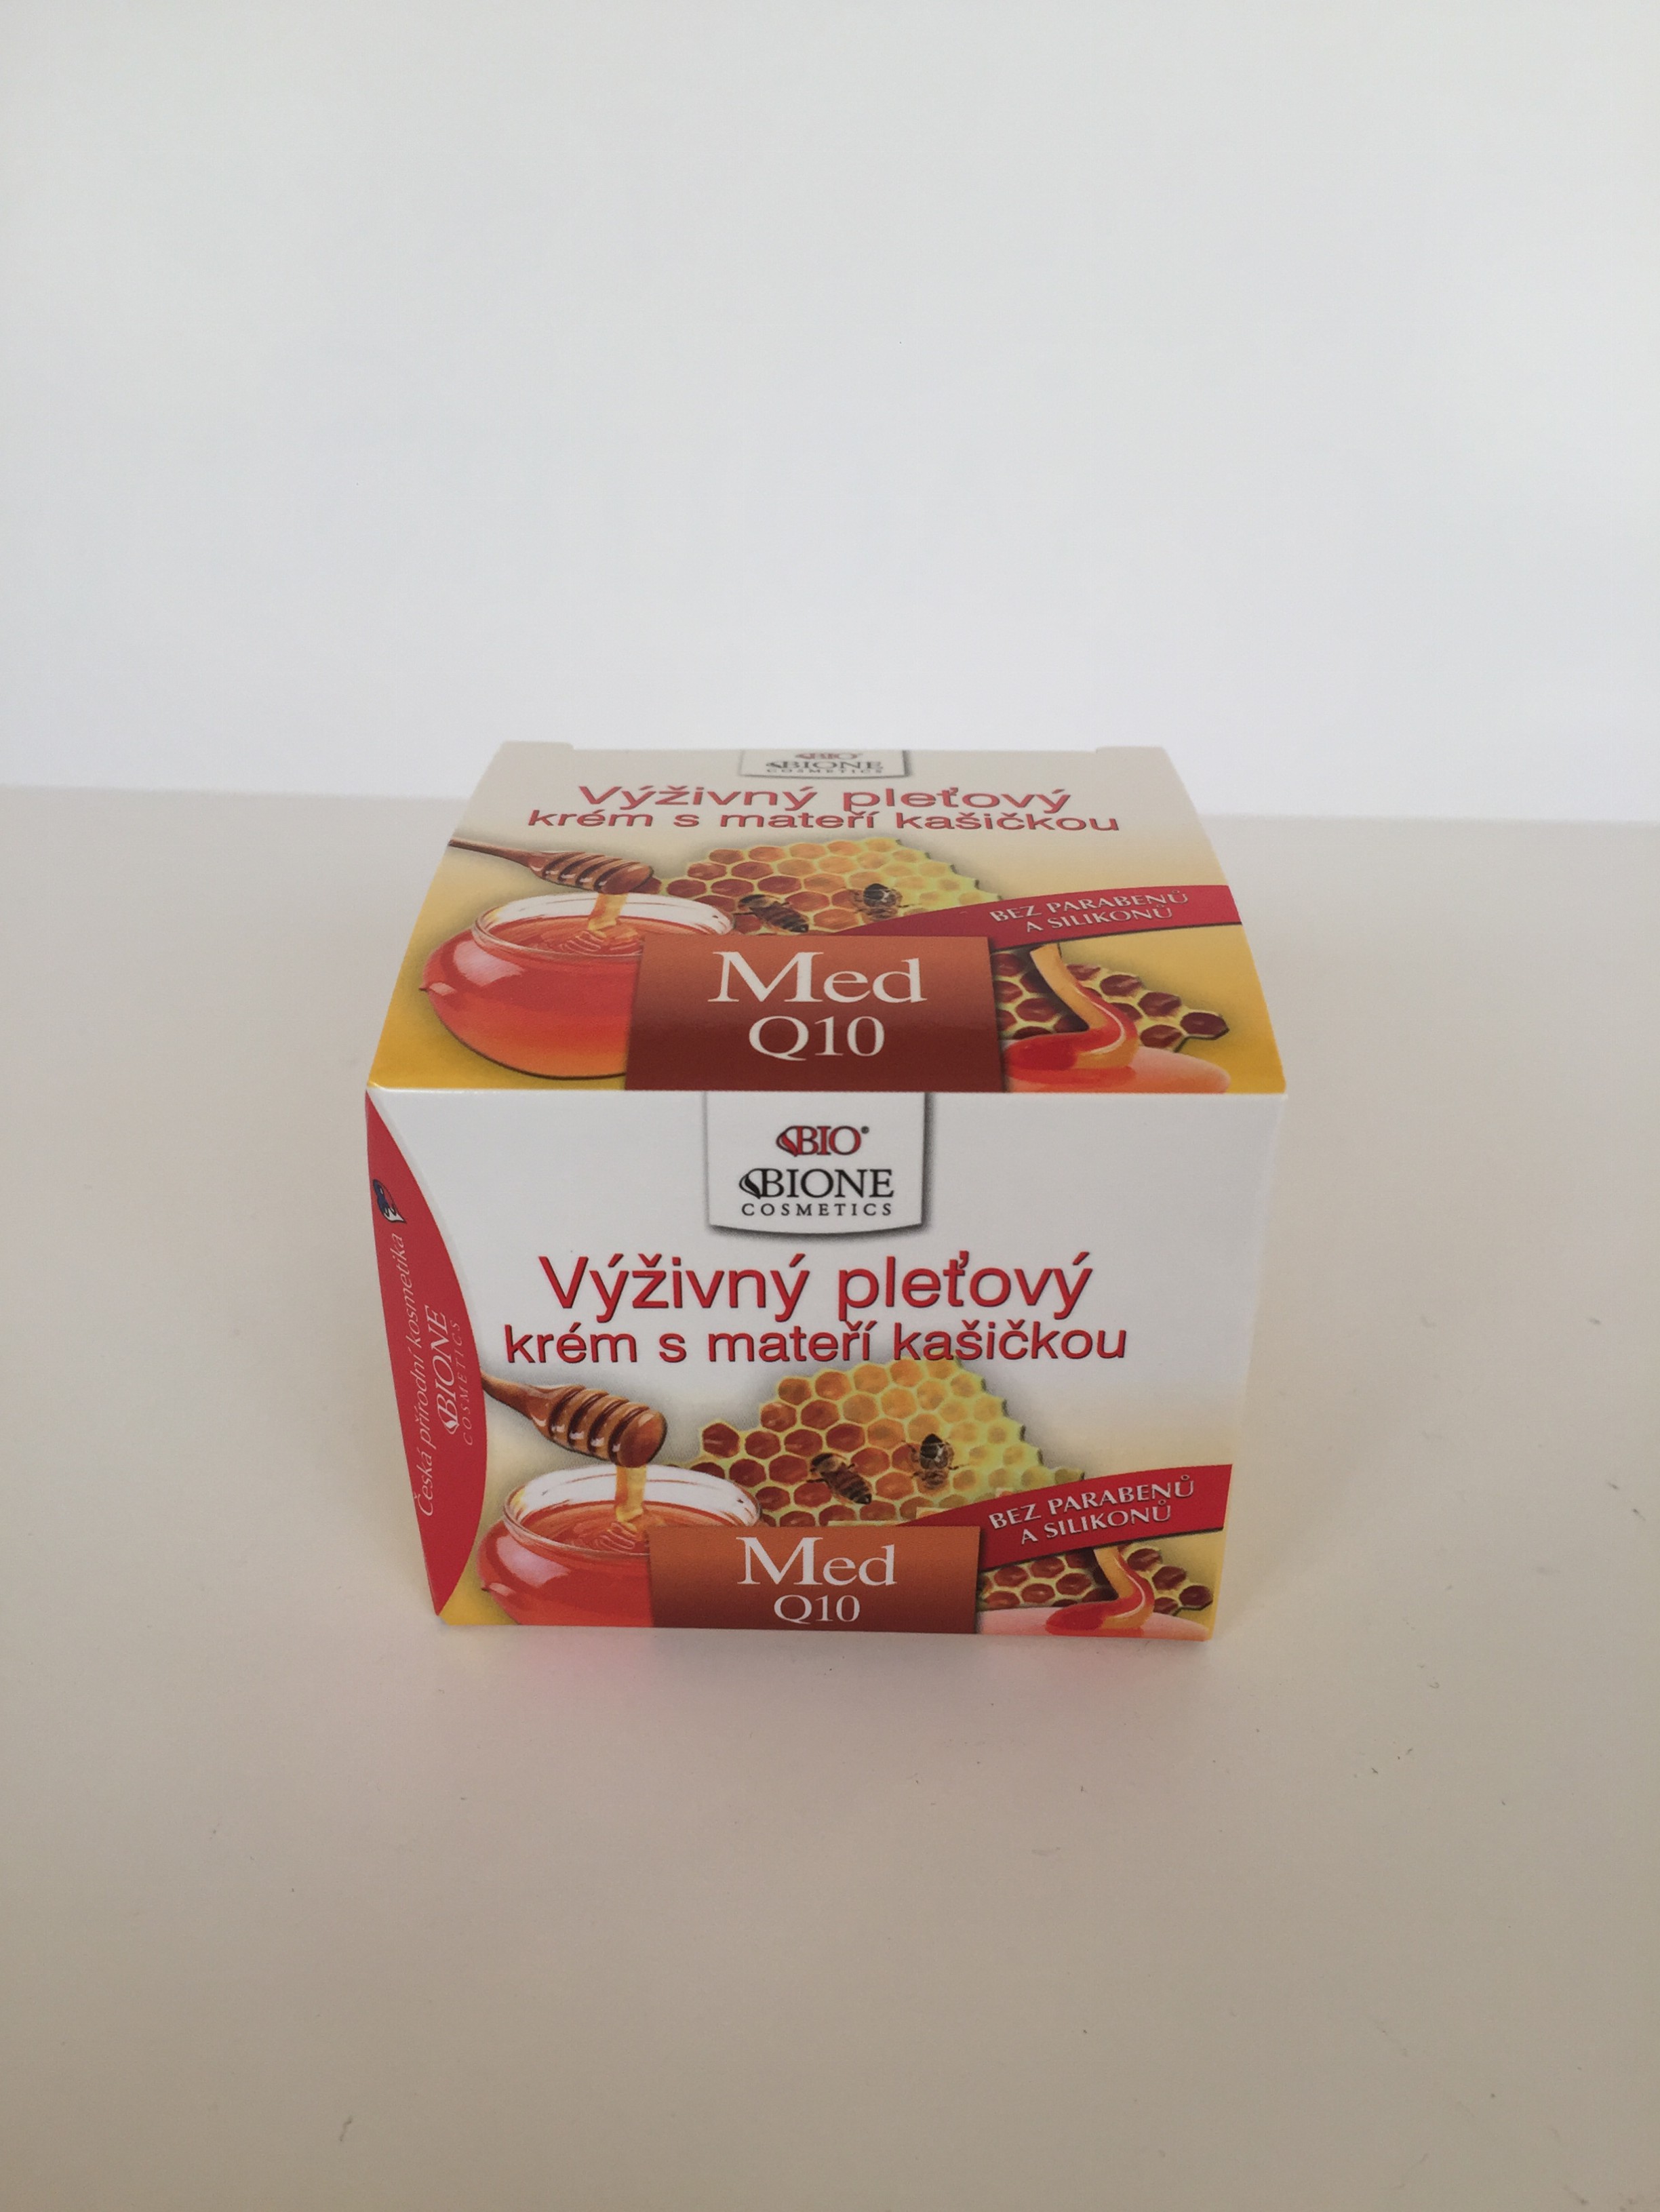 BIO
BIONE
COSMETICS
Výživný pleťový
krém s mateří kašičkou
BEZ PARABENŮ
A SILIKONŮ
Med
Q10
BIO®
BIONE
COSMETICS
Výživný pleťový
krém s mateří kašičkou
Česká přírodní kosmetika
BIONE
COSMETICS
BEZ PARABENŮ
A SILIKONŮ
Med
Q10